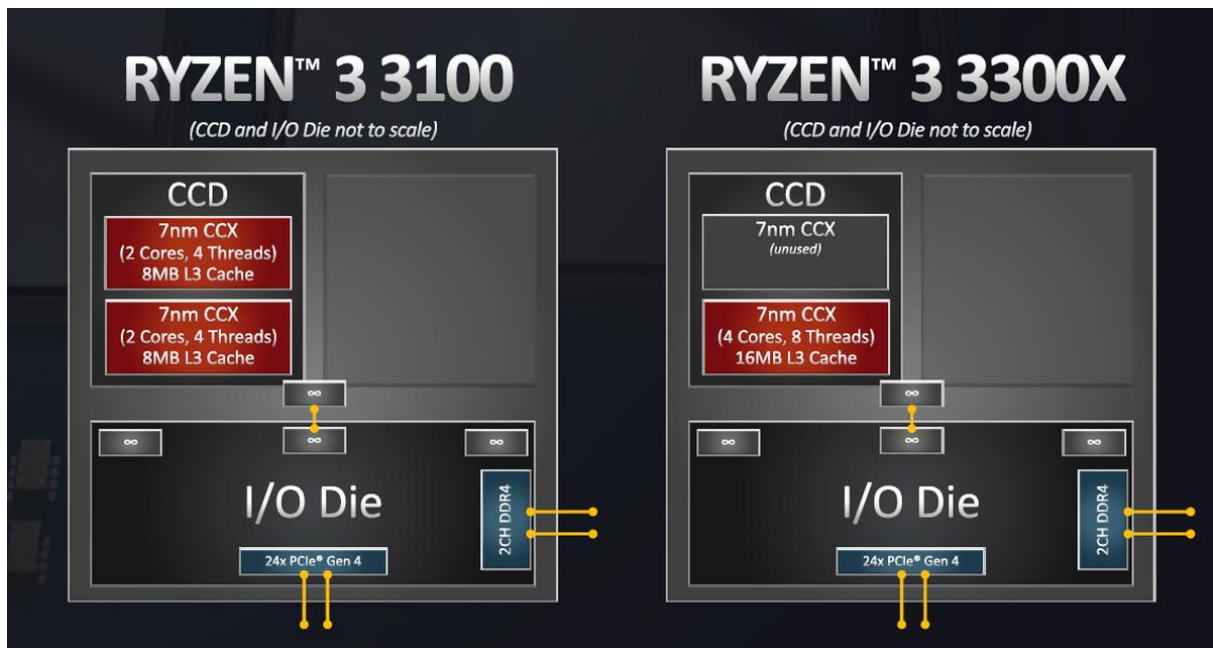 RYZEN™ 3 3100
(CCD and I/O Die not to scale)
CCD
7nm CCX
(2 Cores, 4 Threads)
8MB L3 Cache
7nm CCX
(2 Cores, 4 Threads)
8MB L3 Cache
∞
∞
∞
∞
I/O Die
2CH DDR4
24x PCIe® Gen 4
RYZEN™ 3 3300X
(CCD and I/O Die not to scale)
CCD
7nm CCX
(unused)
7nm CCX
(4 Cores, 8 Threads)
16MB L3 Cache
∞
∞
∞
∞
I/O Die
2CH DDR4
24x PCIe® Gen 4